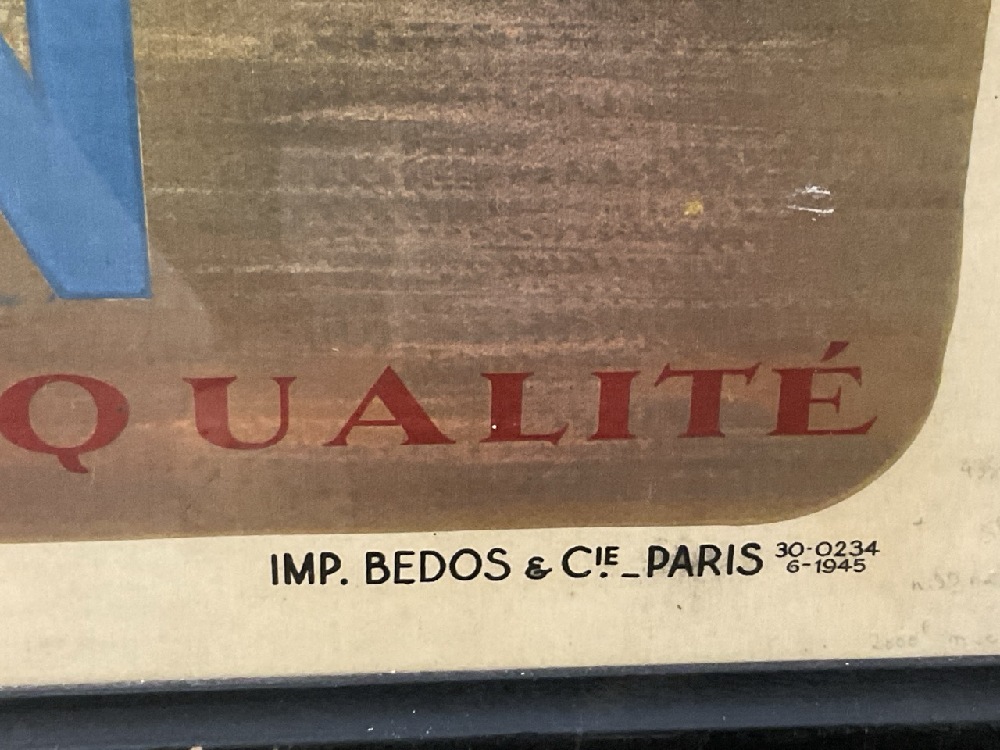 N
QUALITÉ
IMP. BEDOS & CIE_PARIS 30-0234
6-1945